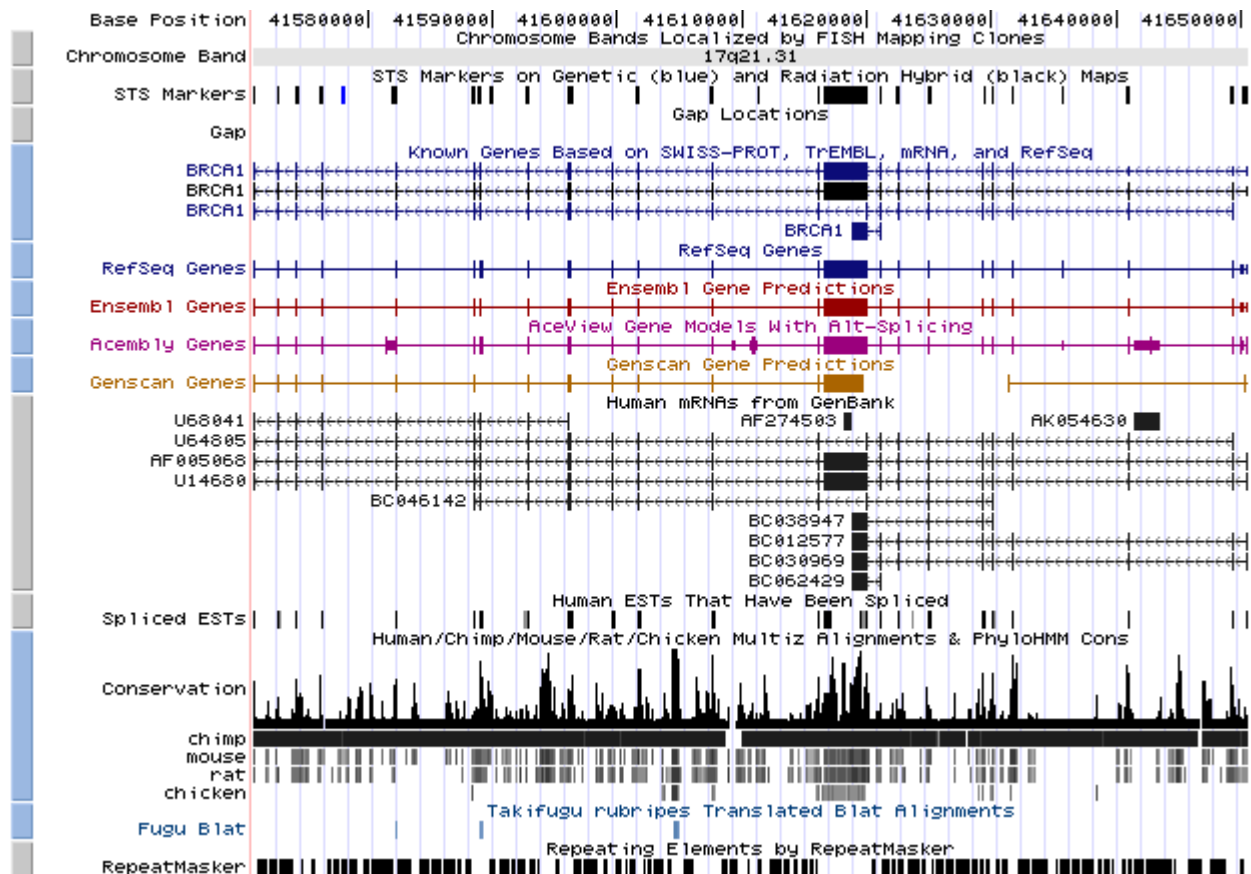 Base Position 41580000| 41590000| 41600000| 41610000| 41620000| 41630000| 41640000| 41650000|
Chromosome Bands Localized by FISH Mapping Clones
Chromosome Band 17q21.31
STS Markers on Genetic (blue) and Radiation Hybrid (black) Maps
STS Markers
Gap Locations
Gap
Known Genes Based on SWISS-PROT, TrEMBL, mRNA, and RefSeq
BRCA1
BRCA1
BRCA1
BRCA1
RefSeq Genes
RefSeq Genes
Ensembl Gene Predictions
Ensembl Genes
AceView Gene Models With Alt-Splicing
Acembly Genes
Genscan Gene Predictions
Genscan Genes
Human mRNAs from GenBank
U68041 AF274503 AK054630
U64805
AF005068
U14680
BC046142
BC038947
BC012577
BC030969
BC062429
Human ESTs That Have Been Spliced
Spliced ESTs
Human/Chimp/Mouse/Rat/Chicken Multiz Alignments & PhyloHMM Cons
Conservation
chimp
mouse
rat
chicken
Takifugu rubripes Translated Blat Alignments
Fugu Blat
Repeating Elements by RepeatMasker
RepeatMasker